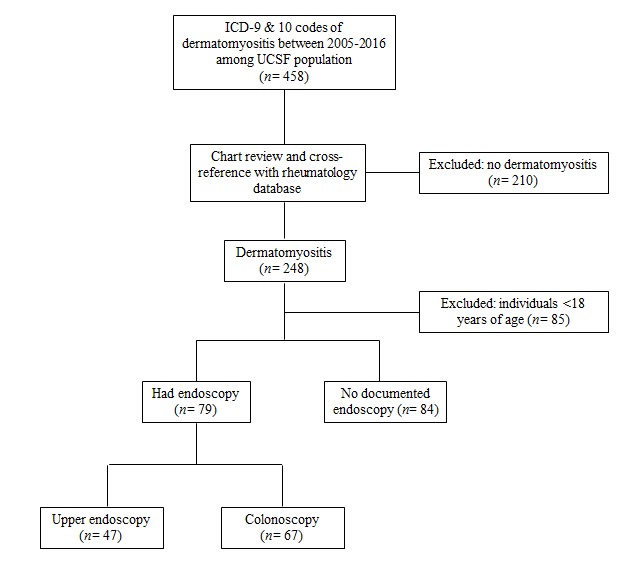 ICD-9 & 10 codes of
dermatomyositis between 2005-2016
among UCSF population
(n= 458)
Chart review and cross-
reference with rheumatology
database
Excluded: no dermatomyositis
(n= 210)
Dermatomyositis
(n= 248)
Excluded: individuals <18
years of age (n= 85)
Had endoscopy
(n= 79)
No documented
endoscopy (n= 84)
Upper endoscopy
(n= 47)
Colonoscopy
(n= 67)